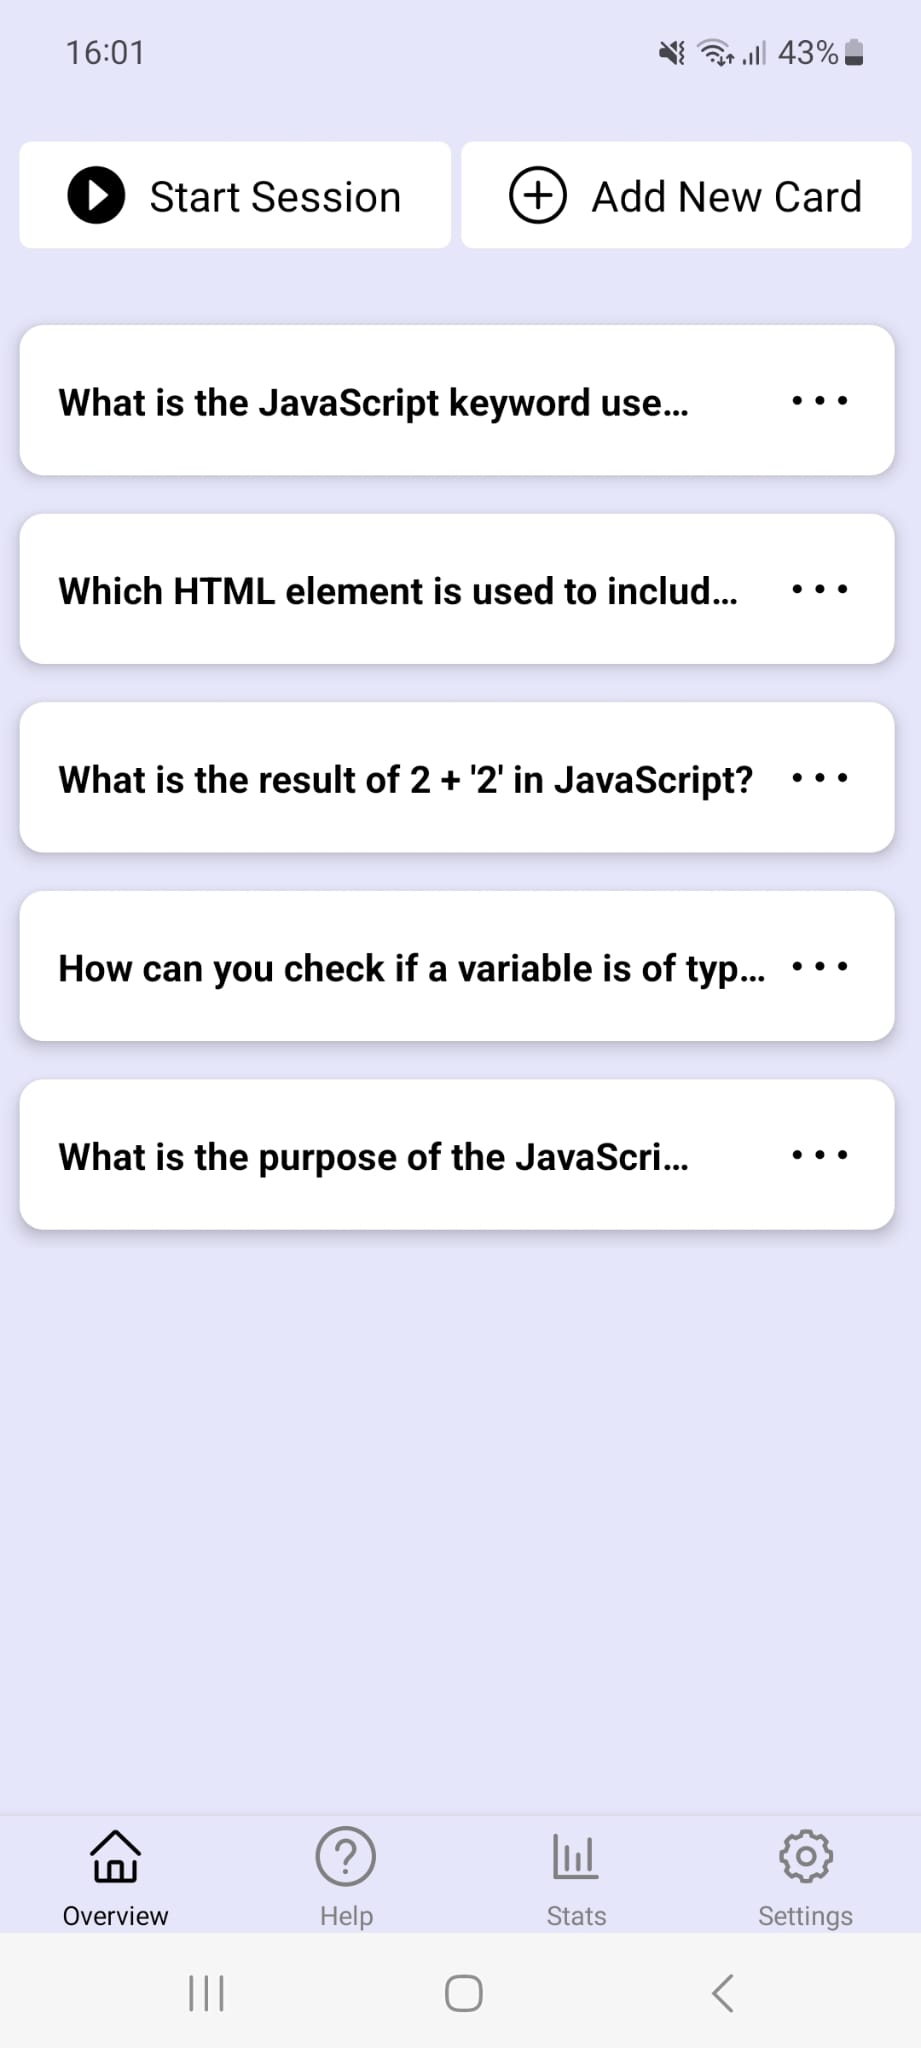 16:01
43%
Start Session
Add New Card
What is the JavaScript keyword use...
Which HTML element is used to includ...
What is the result of 2 + '2' in JavaScript?
How can you check if a variable is of typ...
What is the purpose of the JavaScri...
Overview
Help
Stats
Settings